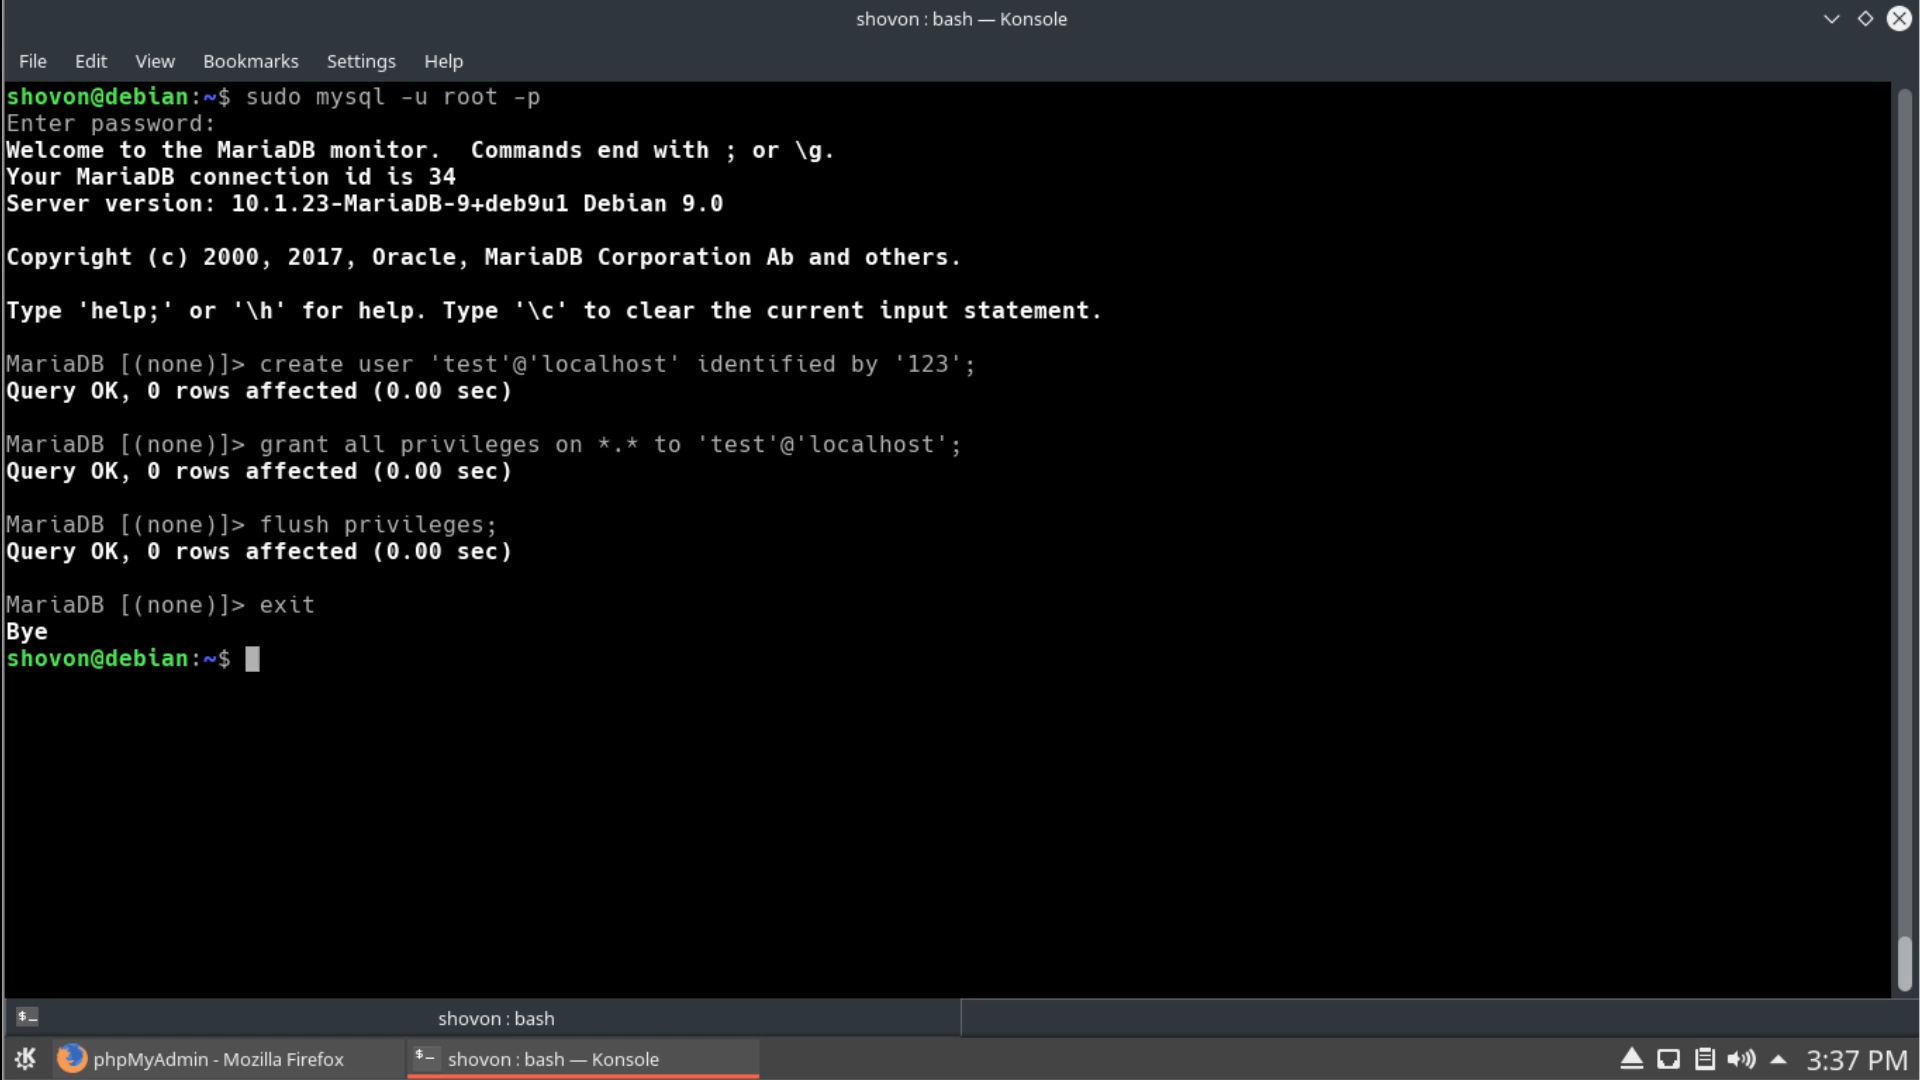 shovon : bash — Konsole
File Edit View Bookmarks Settings Help
shovon@debian:~$ sudo mysql -u root -p
Enter password:
Welcome to the MariaDB monitor.  Commands end with ; or \g.
Your MariaDB connection id is 34
Server version: 10.1.23-MariaDB-9+deb9u1 Debian 9.0
Copyright (c) 2000, 2017, Oracle, MariaDB Corporation Ab and others.
Type 'help;' or '\h' for help. Type '\c' to clear the current input statement.
MariaDB [(none)]> create user 'test'@'localhost' identified by '123';
Query OK, 0 rows affected (0.00 sec)
MariaDB [(none)]> grant all privileges on *.* to 'test'@'localhost';
Query OK, 0 rows affected (0.00 sec)
MariaDB [(none)]> flush privileges;
Query OK, 0 rows affected (0.00 sec)
MariaDB [(none)]> exit
Bye
shovon@debian:~$
shovon : bash
phpMyAdmin - Mozilla Firefox shovon : bash — Konsole 3:37 PM